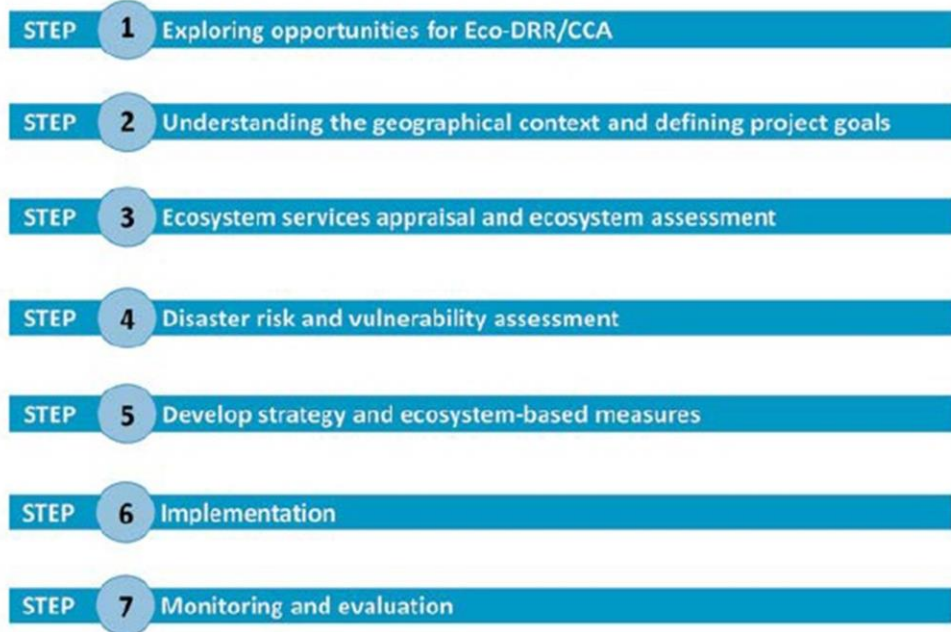 STEP 1 Exploring opportunities for Eco-DRR/CCA
STEP 2 Understanding the geographical context and defining project goals
STEP 3 Ecosystem services appraisal and ecosystem assessment
STEP 4 Disaster risk and vulnerability assessment
STEP 5 Develop strategy and ecosystem-based measures
STEP 6 Implementation
STEP 7 Monitoring and evaluation